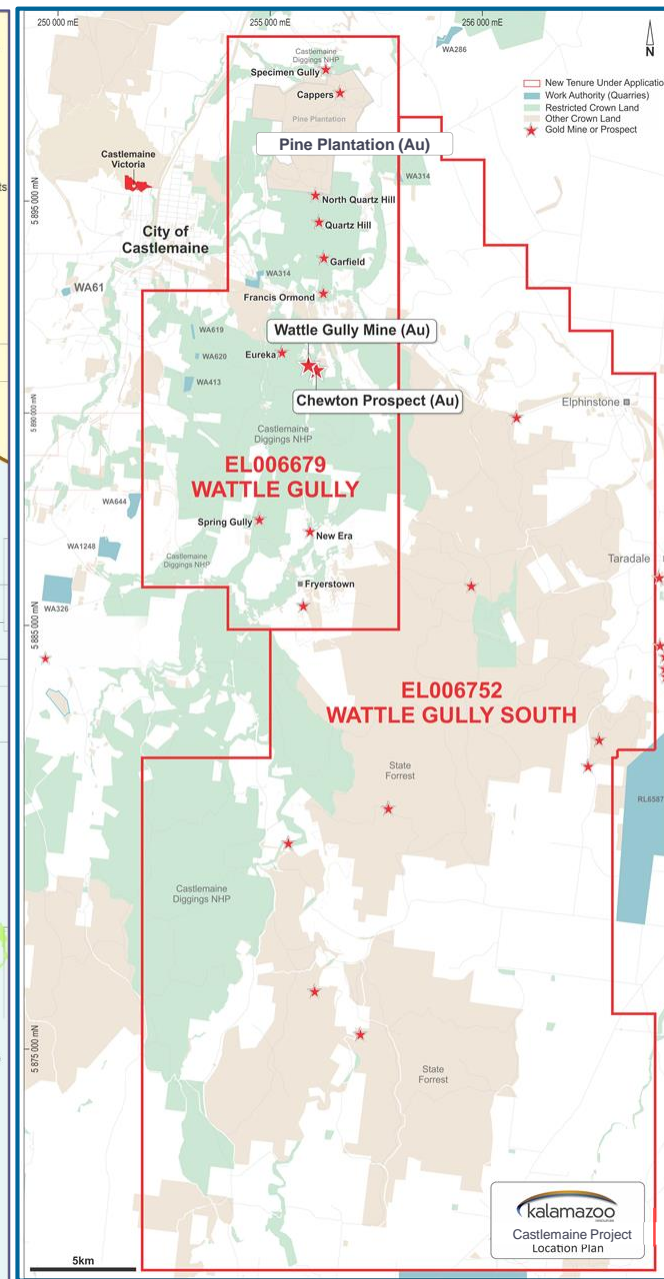 250 000 mE
255 000 mE
256 000 mE
N
WA286
Castlemaine
Diggings NHP
Specimen Gully
Cappers
New Tenure Under Applicatio
Work Authority (Quarries)
Restricted Crown Land
Other Crown Land
Gold Mine or Prospect
Pine Plantation
Pine Plantation (Au)
Castlemaine
Victoria
WA314
ts
5 895 000 mN
North Quartz Hill
Quartz Hill
City of
Castlemaine
Garfield
WA314
WA61
Francis Ormond
WA619
Wattle Gully Mine (Au)
WA620
Eureka
WA413
Chewton Prospect (Au)
Elphinstone
5 890 000 mN
Castlemaine
Diggings NHP
EL006679
WATTLE GULLY
WA644
Spring Gully
New Era
WA1248
Castlemaine
Diggings NHP
Taradale
Fryerstown
WA326
5 885 000 mN
EL006752
WATTLE GULLY SOUTH
State
Forrest
RL6587
Castlemaine
Diggings NHP
5 875 000 mN
State
Forrest
kalamazoo
Castlemaine Project
Location Plan
5km